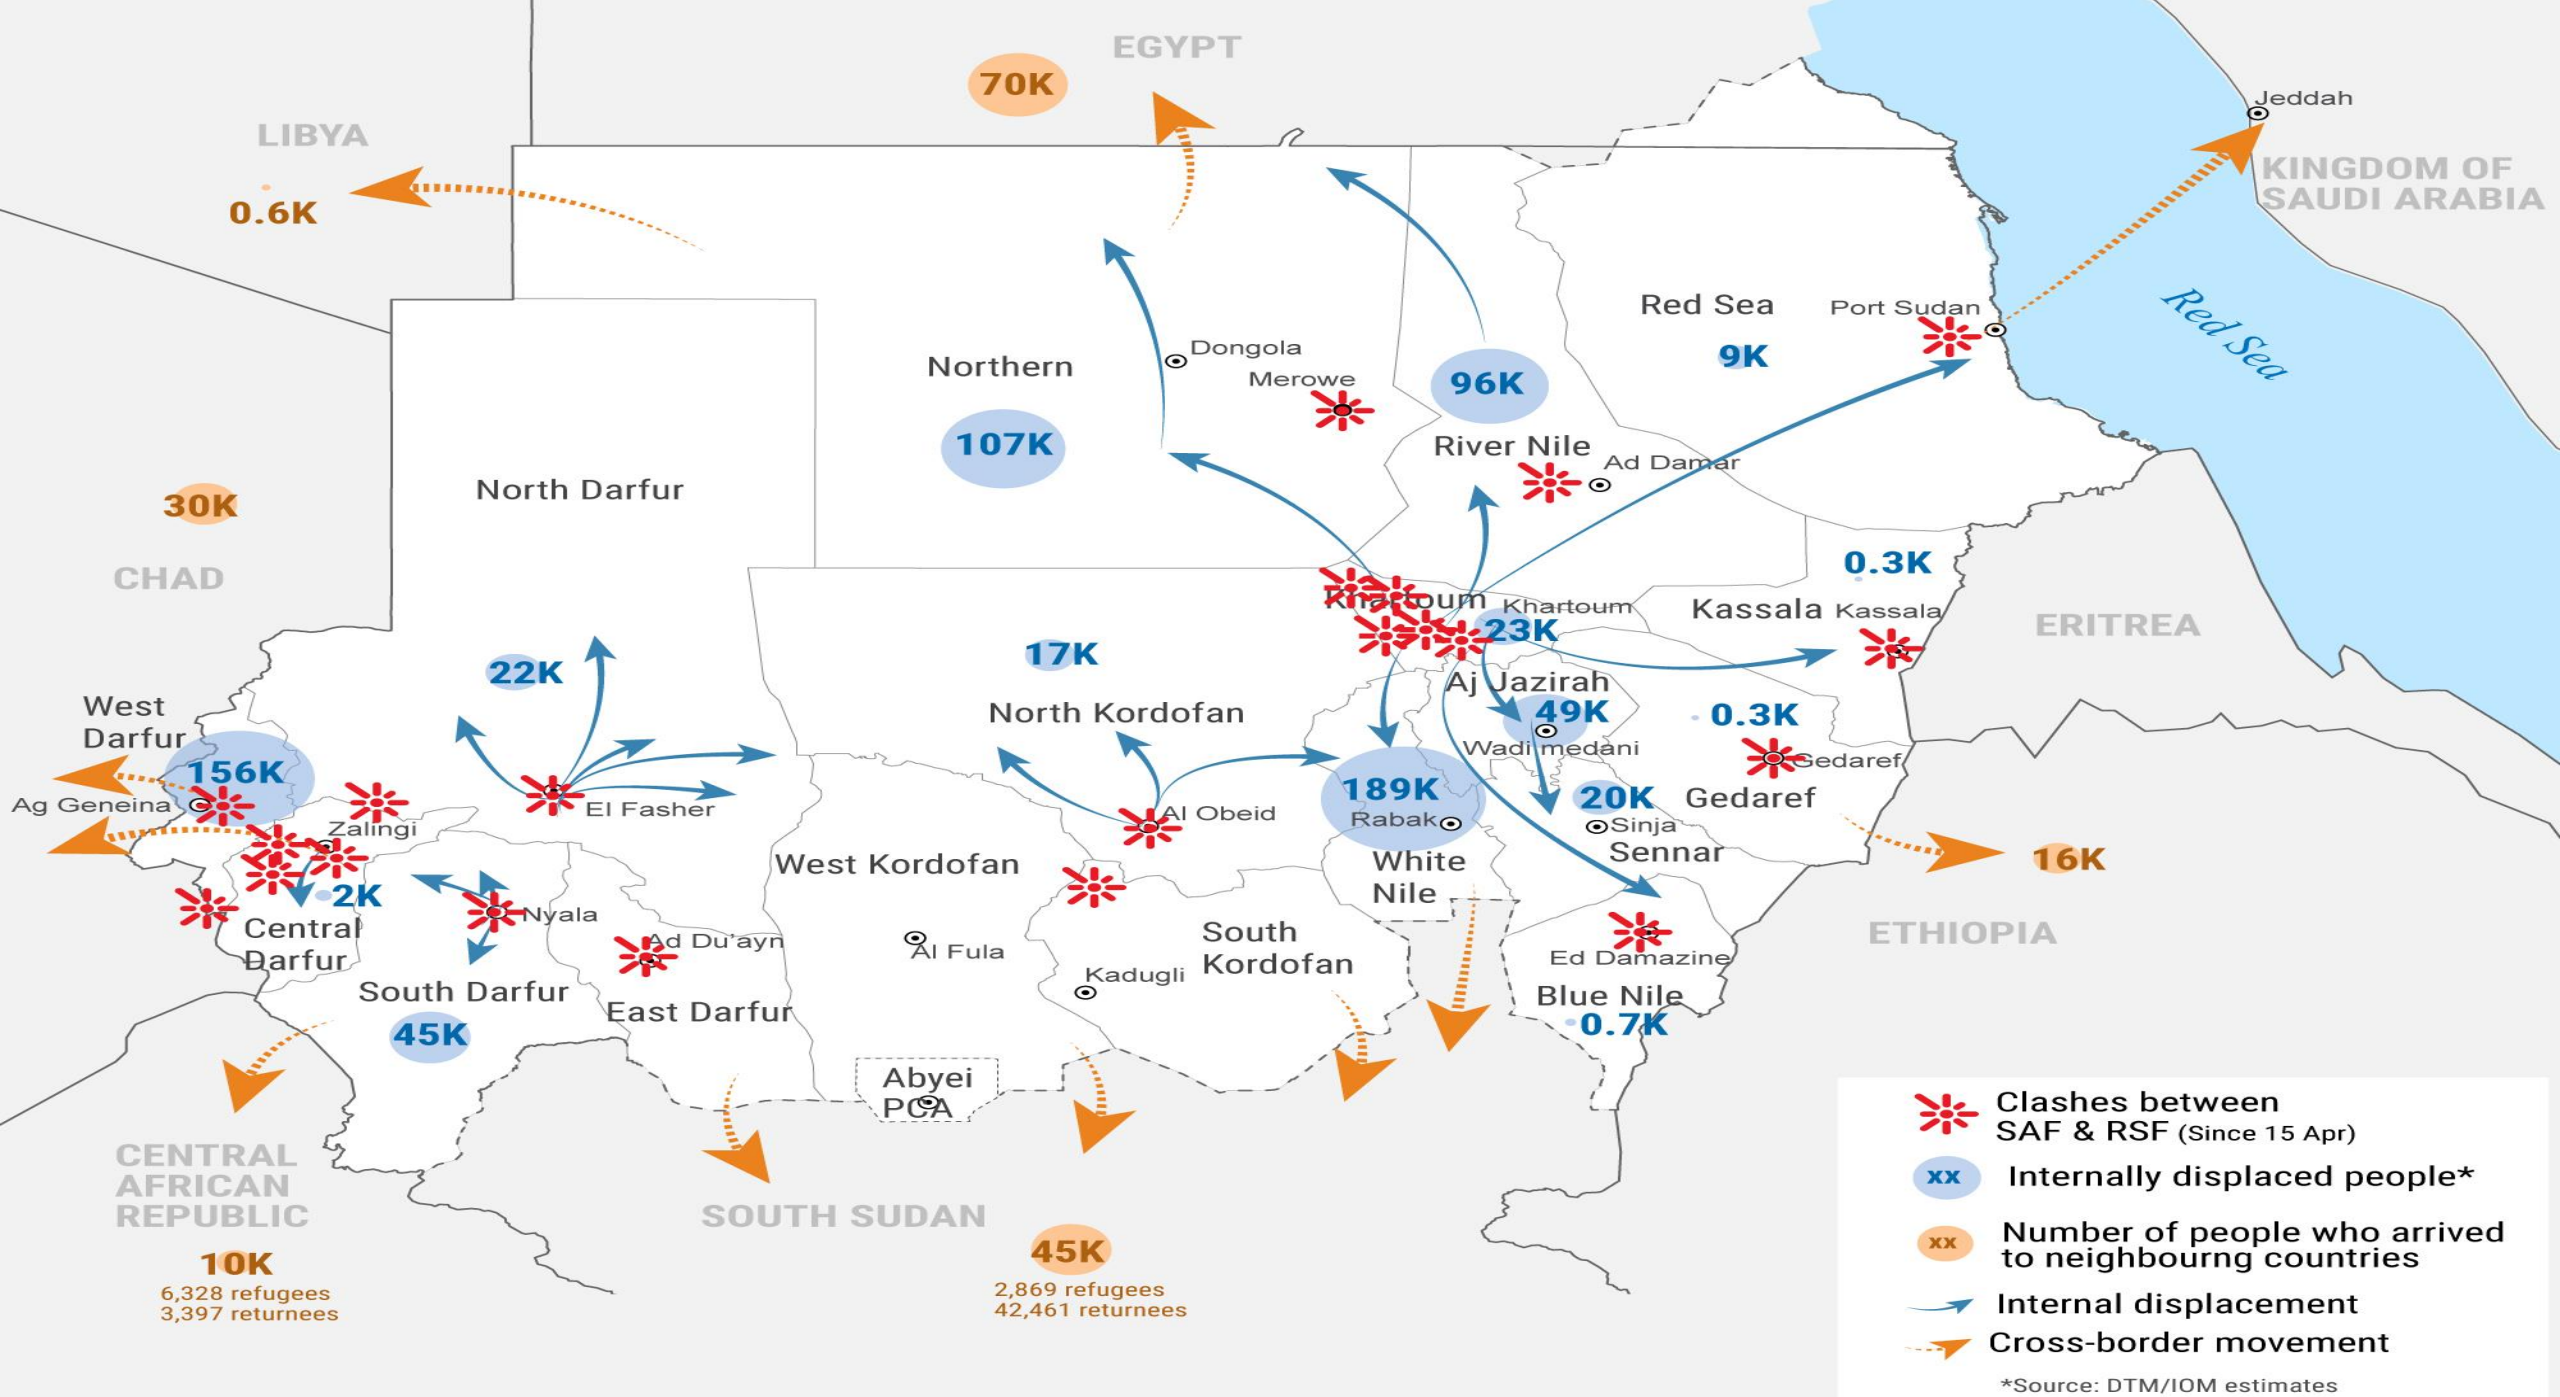 EGYPT
70K
LIBYA
0.6K
Jeddah
KINGDOM OF
SAUDI ARABIA
Red Sea
Red Sea
Port Sudan
9K
Northern
107K
Dongola
Merowe
96K
River Nile
Ad Damar
North Darfur
30K
CHAD
0.3K
Kassala
Kassala
ERITREA
Khartoum
Khartoum
23K
22K
17K
North Kordofan
Aj Jazirah
49K
Wadi medani
0.3K
Gedaref
Gedaref
West
Darfur
156K
Ag Geneina
El Fasher
Al Obeid
189K
Rabak
White
Nile
20K
Sinja
Sennar
16K
ETHIOPIA
Zalingi
2K
Central
Darfur
Nyala
South Darfur
45K
Ad Du'ayn
East Darfur
West Kordofan
Al Fula
Kadugli
South
Kordofan
Ed Damazine
Blue Nile
0.7K
Abyei
PCA
CENTRAL
AFRICAN
REPUBLIC
10K
6,328 refugees
3,397 returnees
SOUTH SUDAN
45K
2,869 refugees
42,461 returnees
Clashes between
SAF & RSF (Since 15 Apr)
xx Internally displaced people*
xx Number of people who arrived
to neighbourng countries
Internal displacement
Cross-border movement
*Source: DTM/IOM estimates